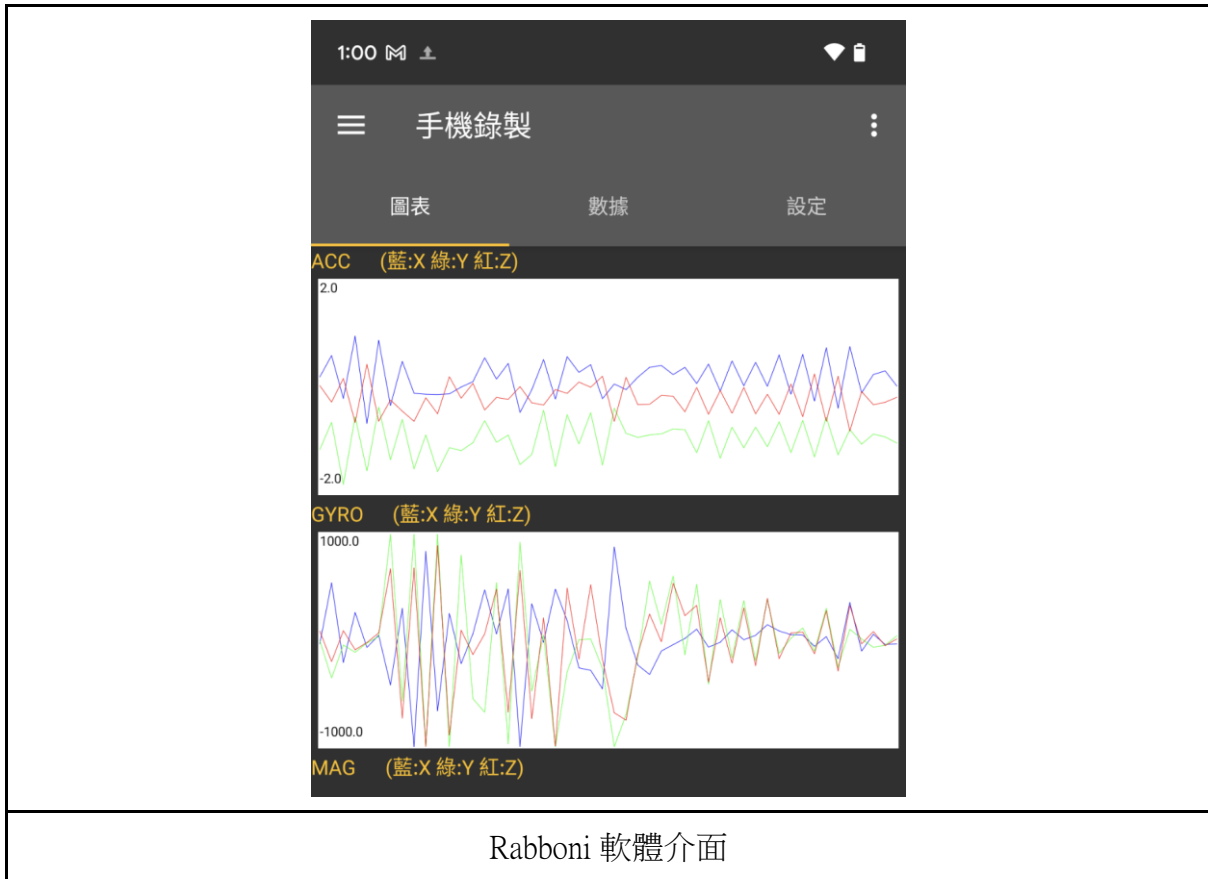 1:00
手機錄製
圖表 數據 設定
ACC (藍:X 綠:Y 紅:Z)
2.0
-2.0
GYRO (藍:X 綠:Y 紅:Z)
1000.0
-1000.0
MAG (藍:X 綠:Y 紅:Z)
Rabboni 軟體介面